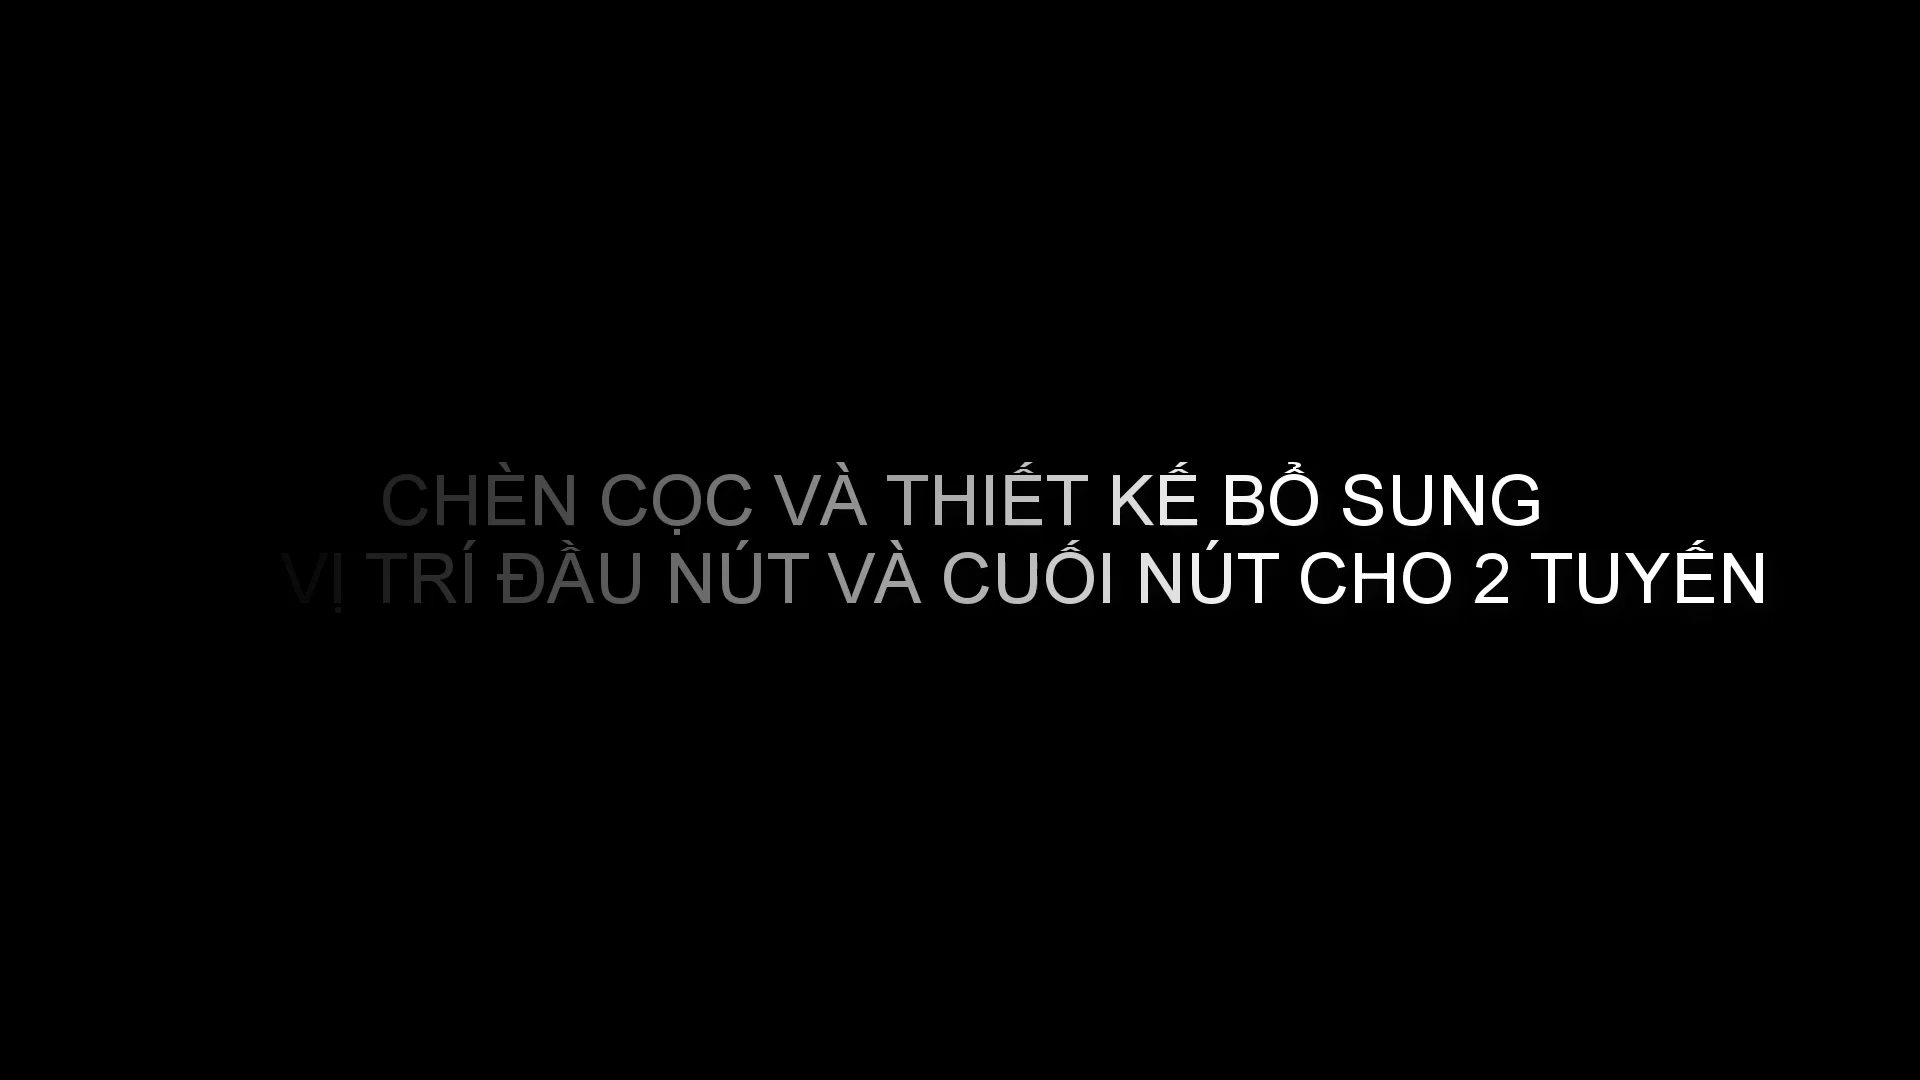 CHÈN CỌC VÀ THIẾT KẾ BỔ SUNG
VỊ TRÍ ĐẦU NÚT VÀ CUỐI NÚT CHO 2 TUYẾN